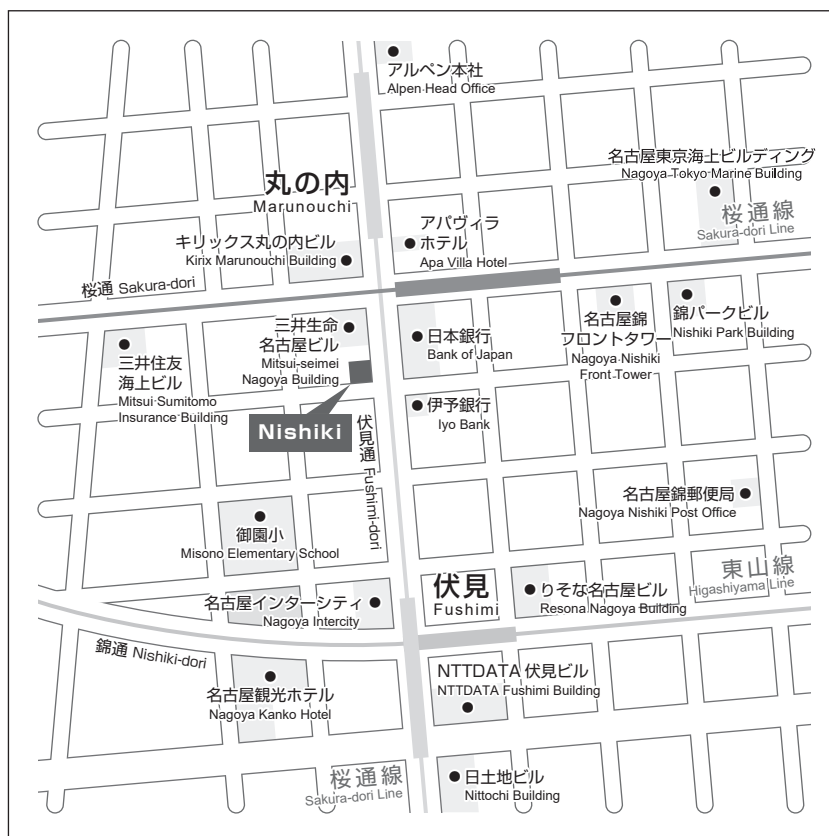 アルペン本社
Alpen Head Office
名古屋東京海上ビルディング
Nagoya Tokyo Marine Building
丸の内
Marunouchi
桜通線
Sakura-dori Line
アパヴィラ
ホテル
Apa Villa Hotel
キリックス丸の内ビル
Kirix Marunouchi Building
桜通 Sakura-dori
三井生命
名古屋ビル
Mitsui-seimei
Nagoya Building
日本銀行
Bank of Japan
名古屋錦
フロントタワー
Nagoya Nishiki
Front Tower
錦パークビル
Nishiki Park Building
三井住友
海上ビル
Mitsui Sumitomo
Insurance Building
Nishiki
伊予銀行
Iyo Bank
伏見通 Fushimi-dori
名古屋錦郵便局
Nagoya Nishiki Post Office
御園小
Misono Elementary School
東山線
Higashiyama Line
伏見
Fushimi
りそな名古屋ビル
Resona Nagoya Building
名古屋インターシティ
Nagoya Intercity
錦通 Nishiki-dori
NTTDATA 伏見ビル
NTTDATA Fushimi Building
名古屋観光ホテル
Nagoya Kanko Hotel
桜通線
Sakura-dori Line
日土地ビル
Nittochi Building